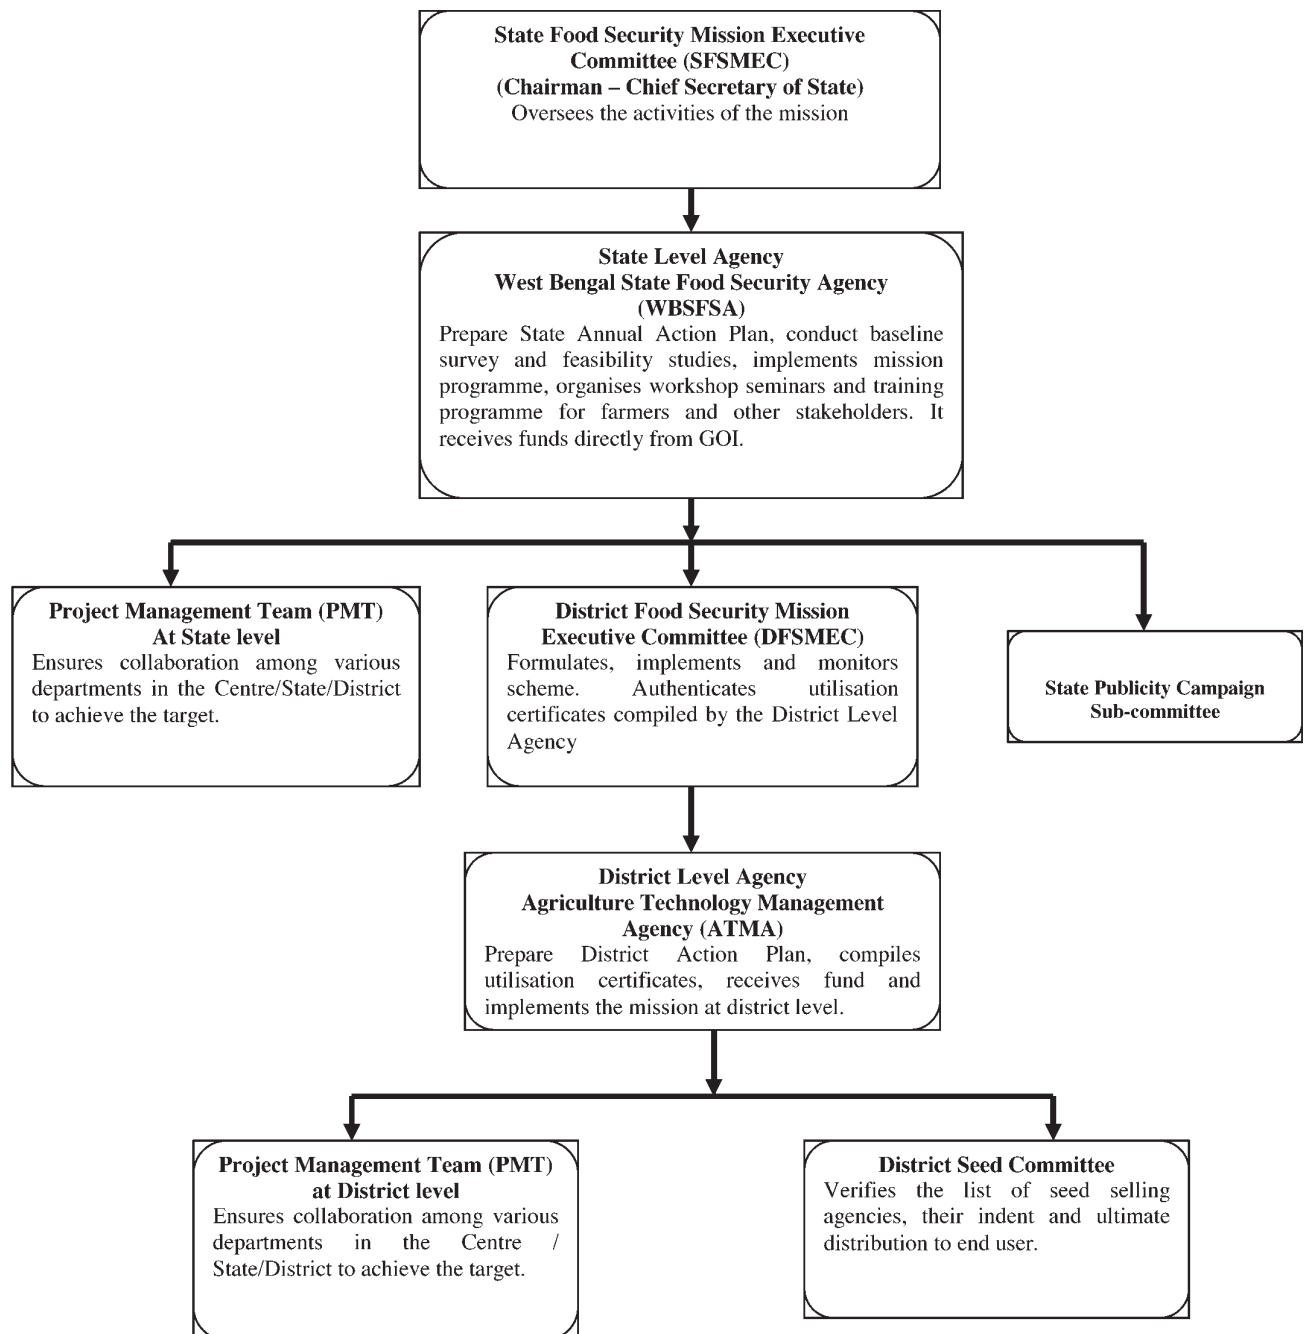 State Food Security Mission Executive
Committee (SFSMEC)
(Chairman – Chief Secretary of State)
Oversees the activities of the mission
State Level Agency
West Bengal State Food Security Agency
(WBSFSA)
Prepare State Annual Action Plan, conduct baseline
survey and feasibility studies, implements mission
programme, organises workshop seminars and training
programme for farmers and other stakeholders. It
receives funds directly from GOI.
Project Management Team (PMT)
At State level
Ensures collaboration among various
departments in the Centre/State/District
to achieve the target.
District Food Security Mission
Executive Committee (DFSMEC)
Formulates, implements and monitors
scheme. Authenticates utilisation
certificates compiled by the District Level
Agency
State Publicity Campaign
Sub-committee
District Level Agency
Agriculture Technology Management
Agency (ATMA)
Prepare District Action Plan, compiles
utilisation certificates, receives fund and
implements the mission at district level.
Project Management Team (PMT)
at District level
Ensures collaboration among various
departments in the Centre /
State/District to achieve the target.
District Seed Committee
Verifies the list of seed selling
agencies, their indent and ultimate
distribution to end user.